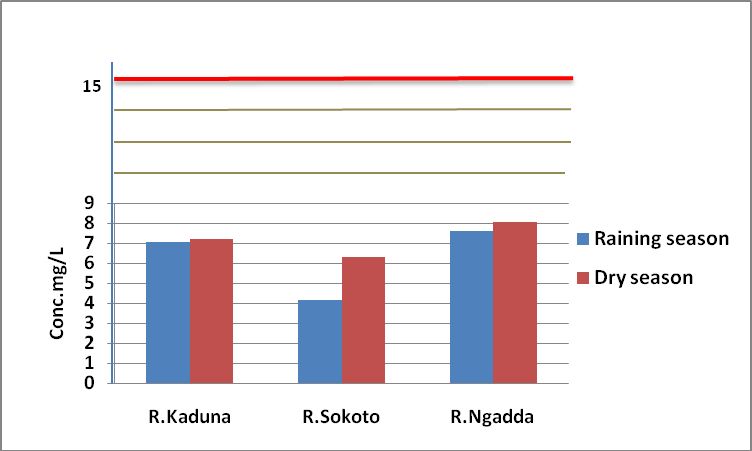 15
9
8
7
6
5
4
3
2
1
0
Conc.mg/L
R.Kaduna
R.Sokoto
R.Ngadda
Raining season
Dry season